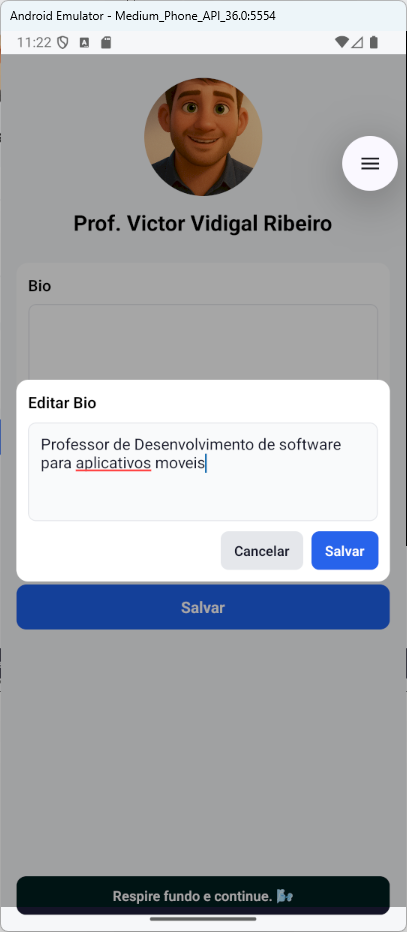 Android Emulator - Medium_Phone_API_36.0:5554
11:22
Prof. Victor Vidigal Ribeiro
Bio
Editar Bio
Professor de Desenvolvimento de software
para aplicativos moveis
Cancelar
Salvar
Salvar
Respire fundo e continue.